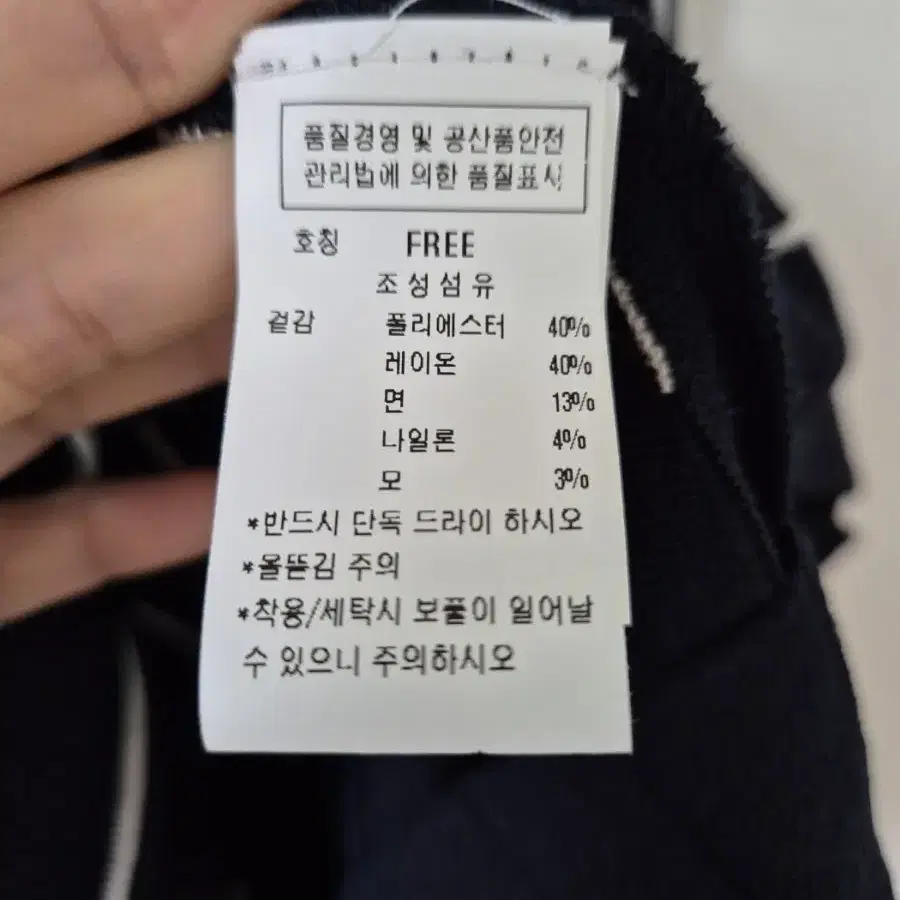 품질경영 및 공산품안전
관리법에 의한 품질표시
호칭 FREE
조성섬유
겉감 폴리에스터 40%
레이온 40%
면 13%
나일론 4%
모 3%
*반드시 단독 드라이 하시오
*올뜯김 주의
*착용/세탁시 보풀이 일어날
수 있으니 주의하시오